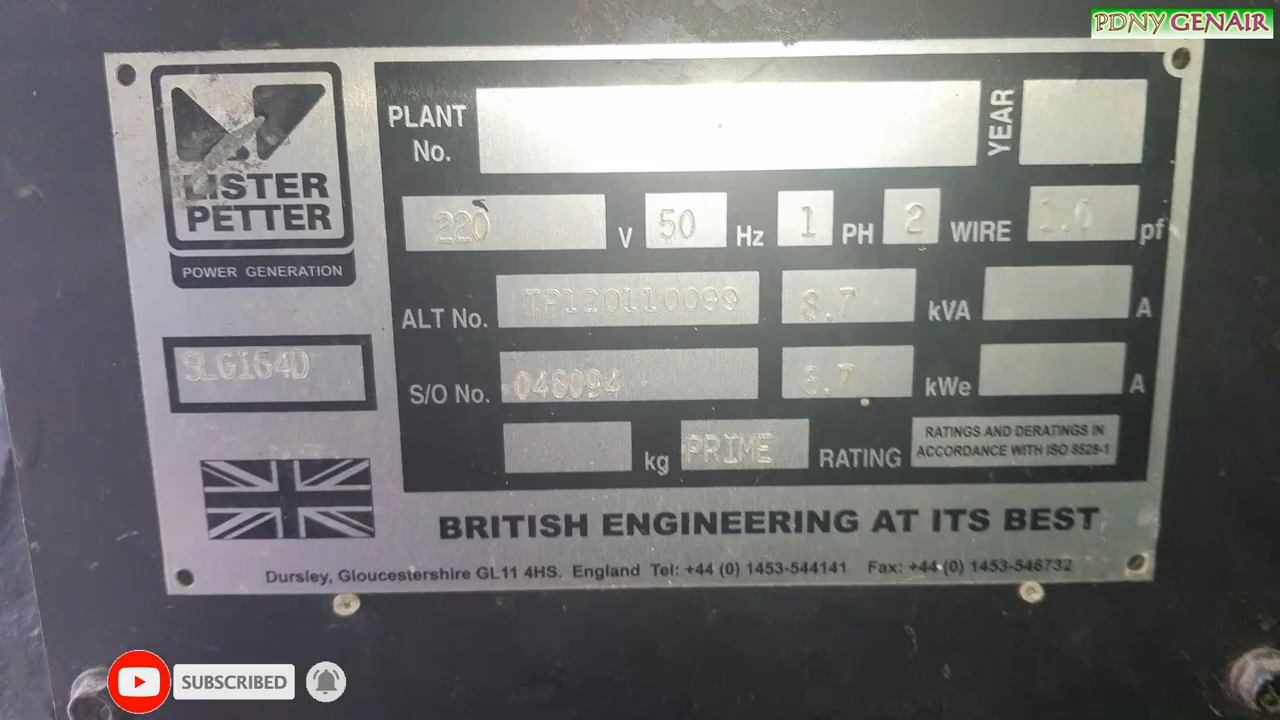 PDNY GENAIR
LISTER
PETTER
POWER GENERATION
PLANT
No.
YEAR
220 V 50 Hz 1 PH 2 WIRE 1.0 pf
ALT No. TP120110099 8.7 kVA A
SLG164D
S/O No. 048094 kWe A
kg PRIME RATING
RATINGS AND DERATINGS IN
ACCORDANCE WITH ISO 8528-1
BRITISH ENGINEERING AT ITS BEST
Dursley, Gloucestershire GL11 4HS. England Tel: +44 (0) 1453-544141 Fax: +44 (0) 1453-546732
SUBSCRIBED